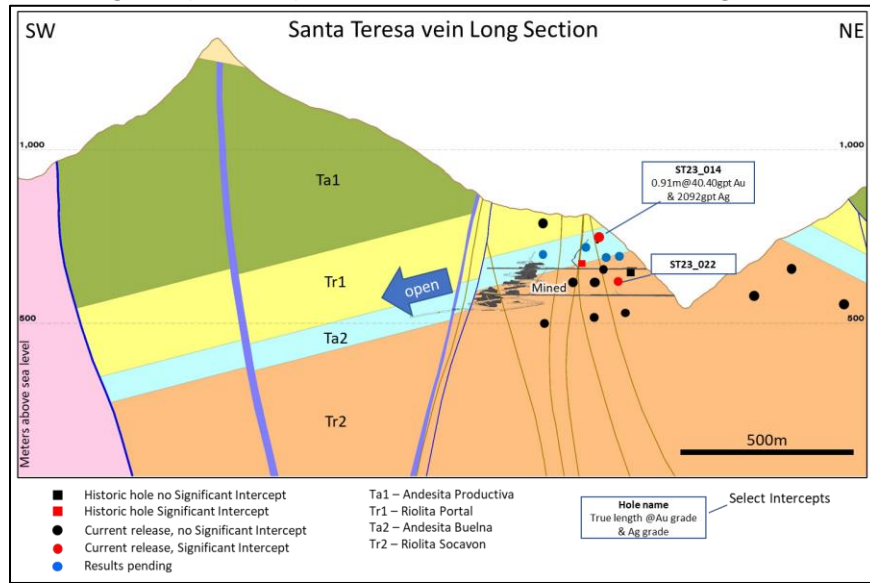 SW
Santa Teresa vein Long Section
NE
1,000
1,000
ST23_014
0.91m@40.40gpt Au
& 2092gpt Ag
Ta1
ST23_022
Tr1
open
Mined
500
500
Ta2
Tr2
Meters above sea level
500m
Historic hole no Significant Intercept
Historic hole Significant Intercept
Current release, no Significant Intercept
Current release, Significant Intercept
Results pending
Ta1 – Andesita Productiva
Tr1 – Riolita Portal
Ta2 – Andesita Buelna
Tr2 – Riolita Socavon
Hole name
True length @Au grade
& Ag grade
Select Intercepts